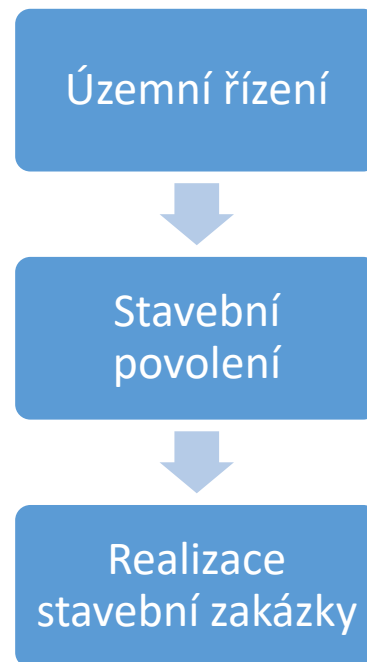 Územní řízení
Stavební
povolení
Realizace
stavební zakázky